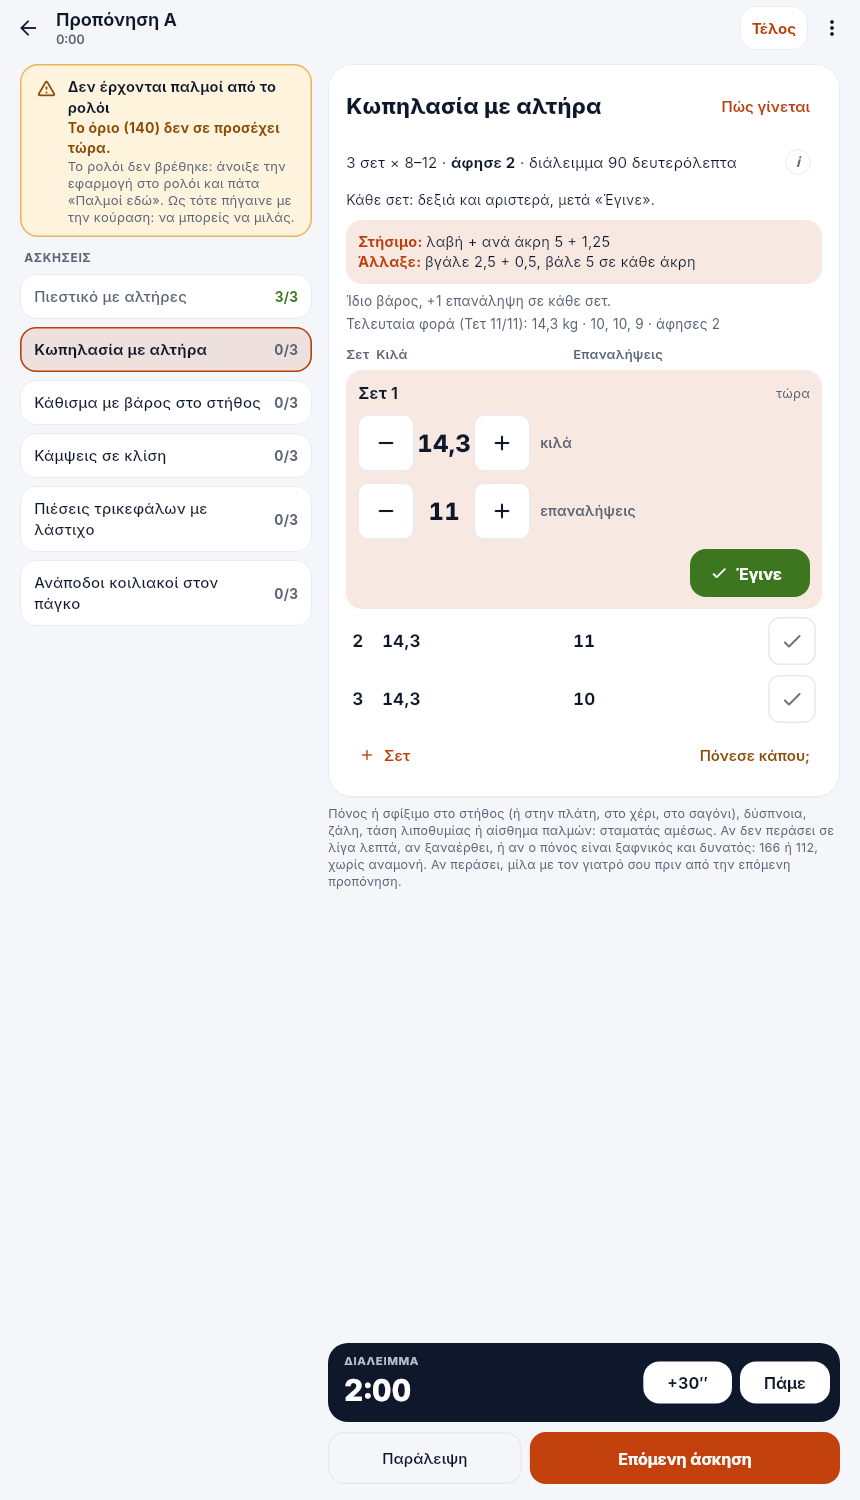 Προπόνηση Α
0:00
Τέλος
Δεν έρχονται παλμοί από το
ρολόι
Το όριο (140) δεν σε προσέχει
τώρα.
Το ρολόι δεν βρέθηκε: άνοιξε την
εφαρμογή στο ρολόι και πάτα
«Παλμοί εδώ». Ως τότε πήγαινε με
την κούραση: να μπορείς να μιλάς.
ΑΣΚΗΣΕΙΣ
Πιεστικό με αλτήρες 3/3
Κωπηλασία με αλτήρα 0/3
Κάθισμα με βάρος στο στήθος 0/3
Κάμψεις σε κλίση 0/3
Πιέσεις τρικεφάλων με
λάστιχο 0/3
Ανάποδοι κοιλιακοί στον
πάγκο 0/3
Κωπηλασία με αλτήρα Πώς γίνεται
3 σετ × 8–12 · άφησε 2 · διάλειμμα 90 δευτερόλεπτα i
Κάθε σετ: δεξιά και αριστερά, μετά «Έγινε».
Στήσιμο: λαβή + ανά άκρη 5 + 1,25
Άλλαξε: βγάλε 2,5 + 0,5, βάλε 5 σε κάθε άκρη
Ίδιο βάρος, +1 επανάληψη σε κάθε σετ.
Τελευταία φορά (Τετ 11/11): 14,3 kg · 10, 10, 9 · άφησες 2
Σετ Κιλά Επαναλήψεις
Σετ 1 τώρα
− 14,3 + κιλά
− 11 + επαναλήψεις
Έγινε
2 14,3 11
3 14,3 10
+ Σετ Πόνεσε κάπου;
Πόνος ή σφίξιμο στο στήθος (ή στην πλάτη, στο χέρι, στο σαγόνι), δύσπνοια,
ζάλη, τάση λιποθυμίας ή αίσθημα παλμών: σταματάς αμέσως. Αν δεν περάσει σε
λίγα λεπτά, αν ξαναέρθει, ή αν ο πόνος είναι ξαφνικός και δυνατός: 166 ή 112,
χωρίς αναμονή. Αν περάσει, μίλα με τον γιατρό σου πριν από την επόμενη
προπόνηση.
ΔΙΑΛΕΙΜΜΑ
2:00 +30′′ Πάμε
Παράλειψη Επόμενη άσκηση